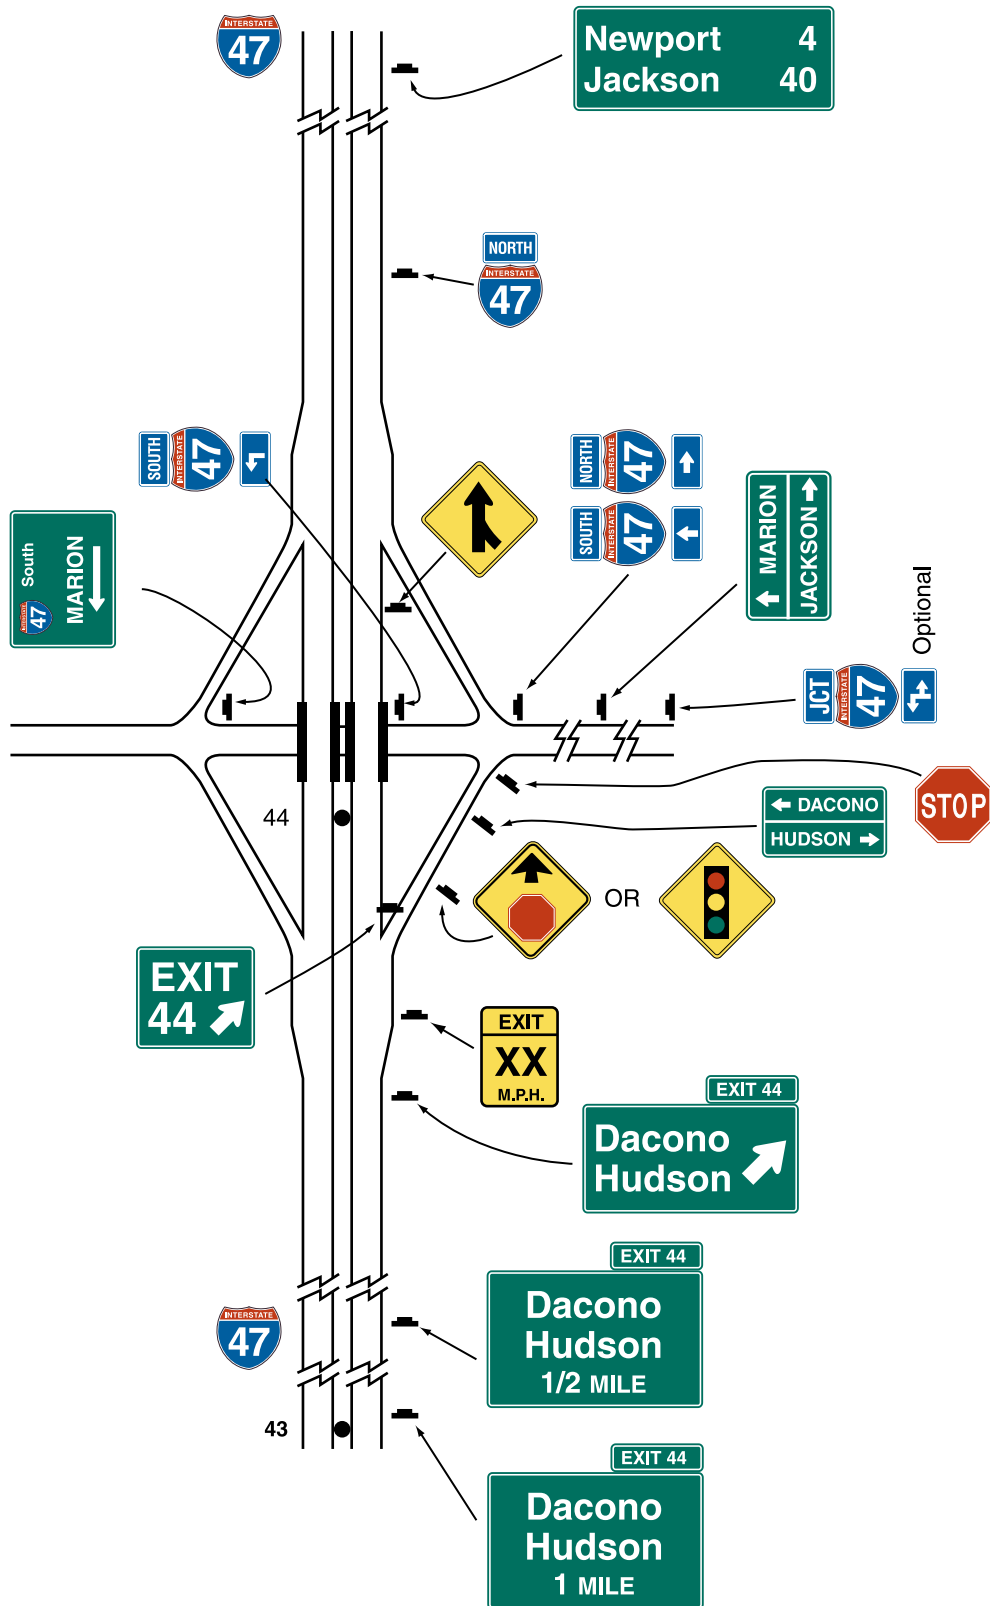 INTERSTATE
47
Newport 4
Jackson 40
NORTH
INTERSTATE
47
SOUTH
INTERSTATE
47
NORTH
INTERSTATE
47
SOUTH
INTERSTATE
47
MARION
JACKSON
South
INTERSTATE
47
MARION
Optional
JCT
INTERSTATE
47
44
STOP
DACONO
HUDSON
OR
EXIT
44
EXIT
XX
M.P.H.
EXIT 44
Dacono
Hudson
EXIT 44
Dacono
Hudson
1/2 MILE
INTERSTATE
47
43
EXIT 44
Dacono
Hudson
1 MILE